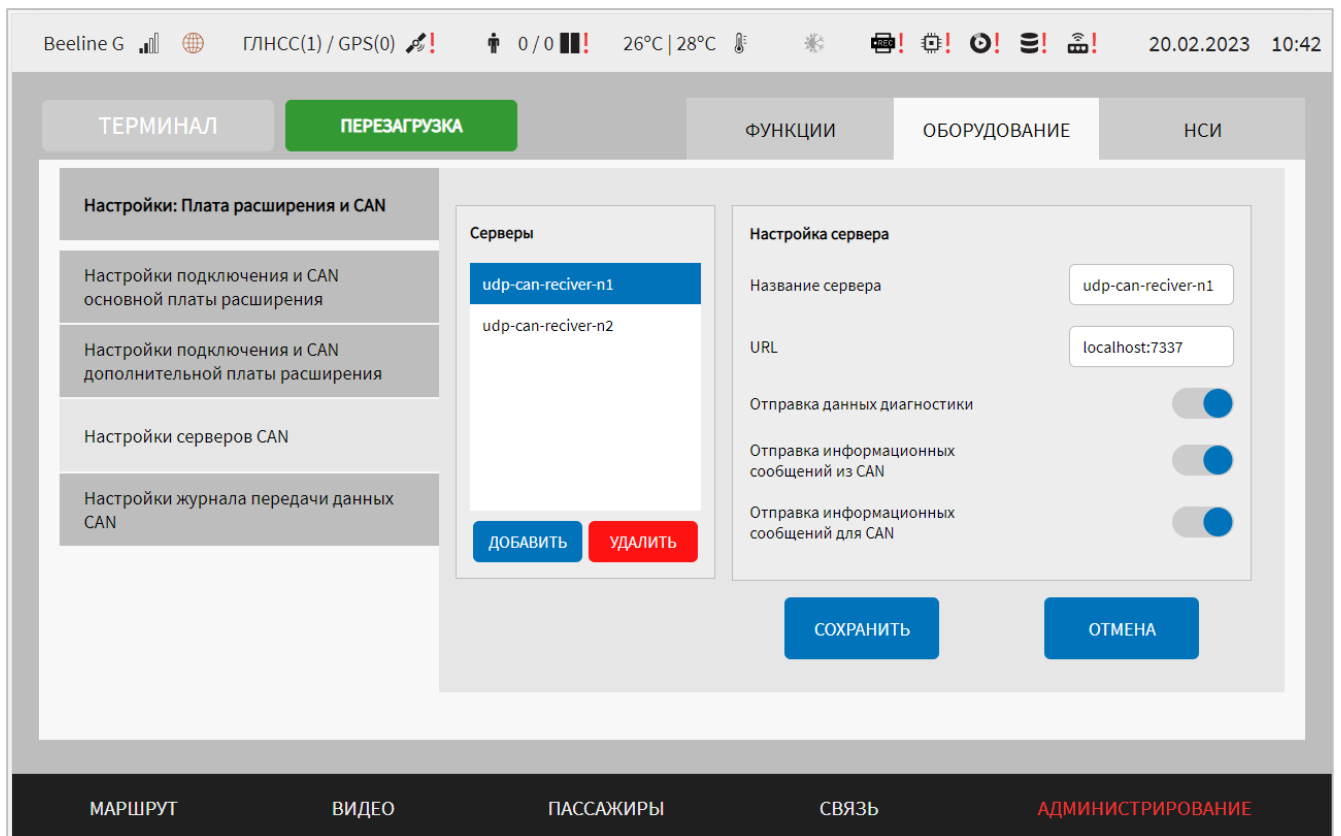 Beeline G ГЛНСС(1) / GPS(0) ! 0 / 0 ! 26°C | 28°C REC ! ! ! ! ! 20.02.2023 10:42
ТЕРМИНАЛ ПЕРЕЗАГРУЗКА ФУНКЦИИ ОБОРУДОВАНИЕ НСИ
Настройки: Плата расширения и CAN
Настройки подключения и CAN
основной платы расширения
Настройки подключения и CAN
дополнительной платы расширения
Настройки серверов CAN
Настройки журнала передачи данных
CAN
Серверы
udp-can-reciver-n1
udp-can-reciver-n2
ДОБАВИТЬ УДАЛИТЬ
Настройка сервера
Название сервера udp-can-reciver-n1
URL localhost:7337
Отправка данных диагностики
Отправка информационных
сообщений из CAN
Отправка информационных
сообщений для CAN
СОХРАНИТЬ ОТМЕНА
МАРШРУТ ВИДЕО ПАССАЖИРЫ СВЯЗЬ АДМИНИСТРИРОВАНИЕ